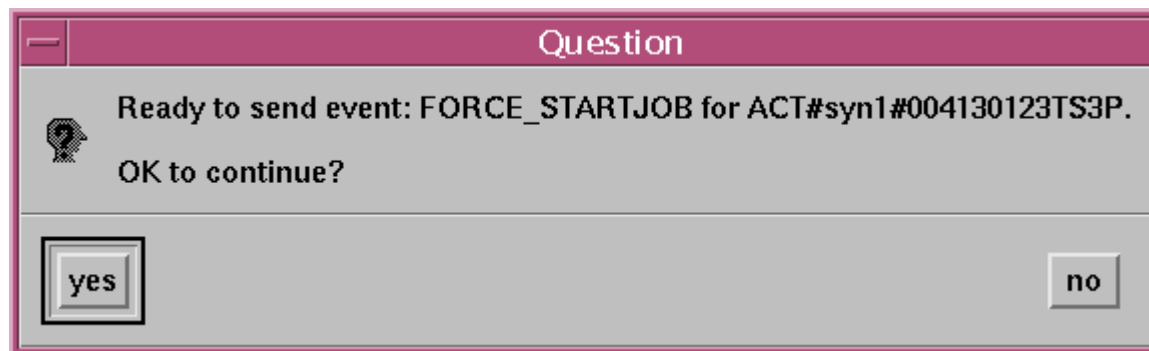 Question
Ready to send event: FORCE_STARTJOB for ACT#syn1#004130123TS3P.
OK to continue?
yes
no